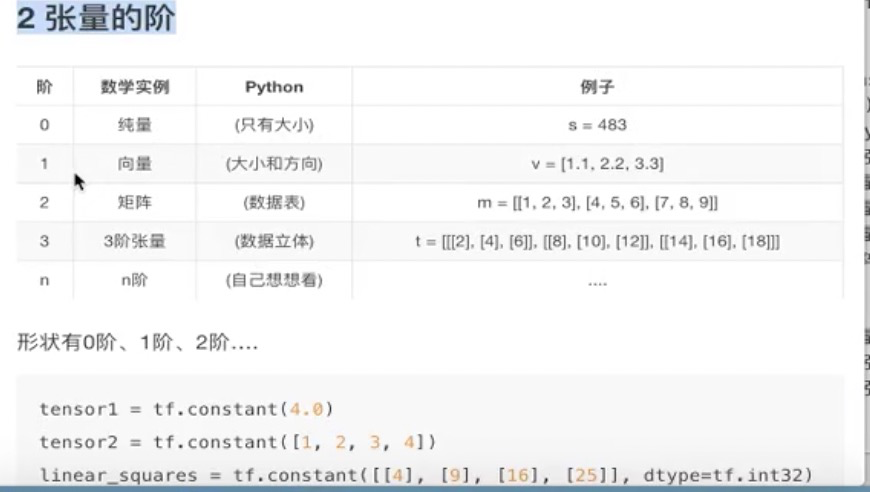 2 张量的阶
阶 数学实例 Python 例子
0 纯量 (只有大小) s = 483
1 向量 (大小和方向) v = [1.1, 2.2, 3.3]
2 矩阵 (数据表) m = [[1, 2, 3], [4, 5, 6], [7, 8, 9]]
3 3阶张量 (数据立体) t = [[[2], [4], [6]], [[8], [10], [12]], [[14], [16], [18]]]
n n阶 (自己想想看) ....
形状有0阶、1阶、2阶....
tensor1 = tf.constant(4.0)
tensor2 = tf.constant([1, 2, 3, 4])
linear_squares = tf.constant([[4], [9], [16], [25]], dtype=tf.int32)